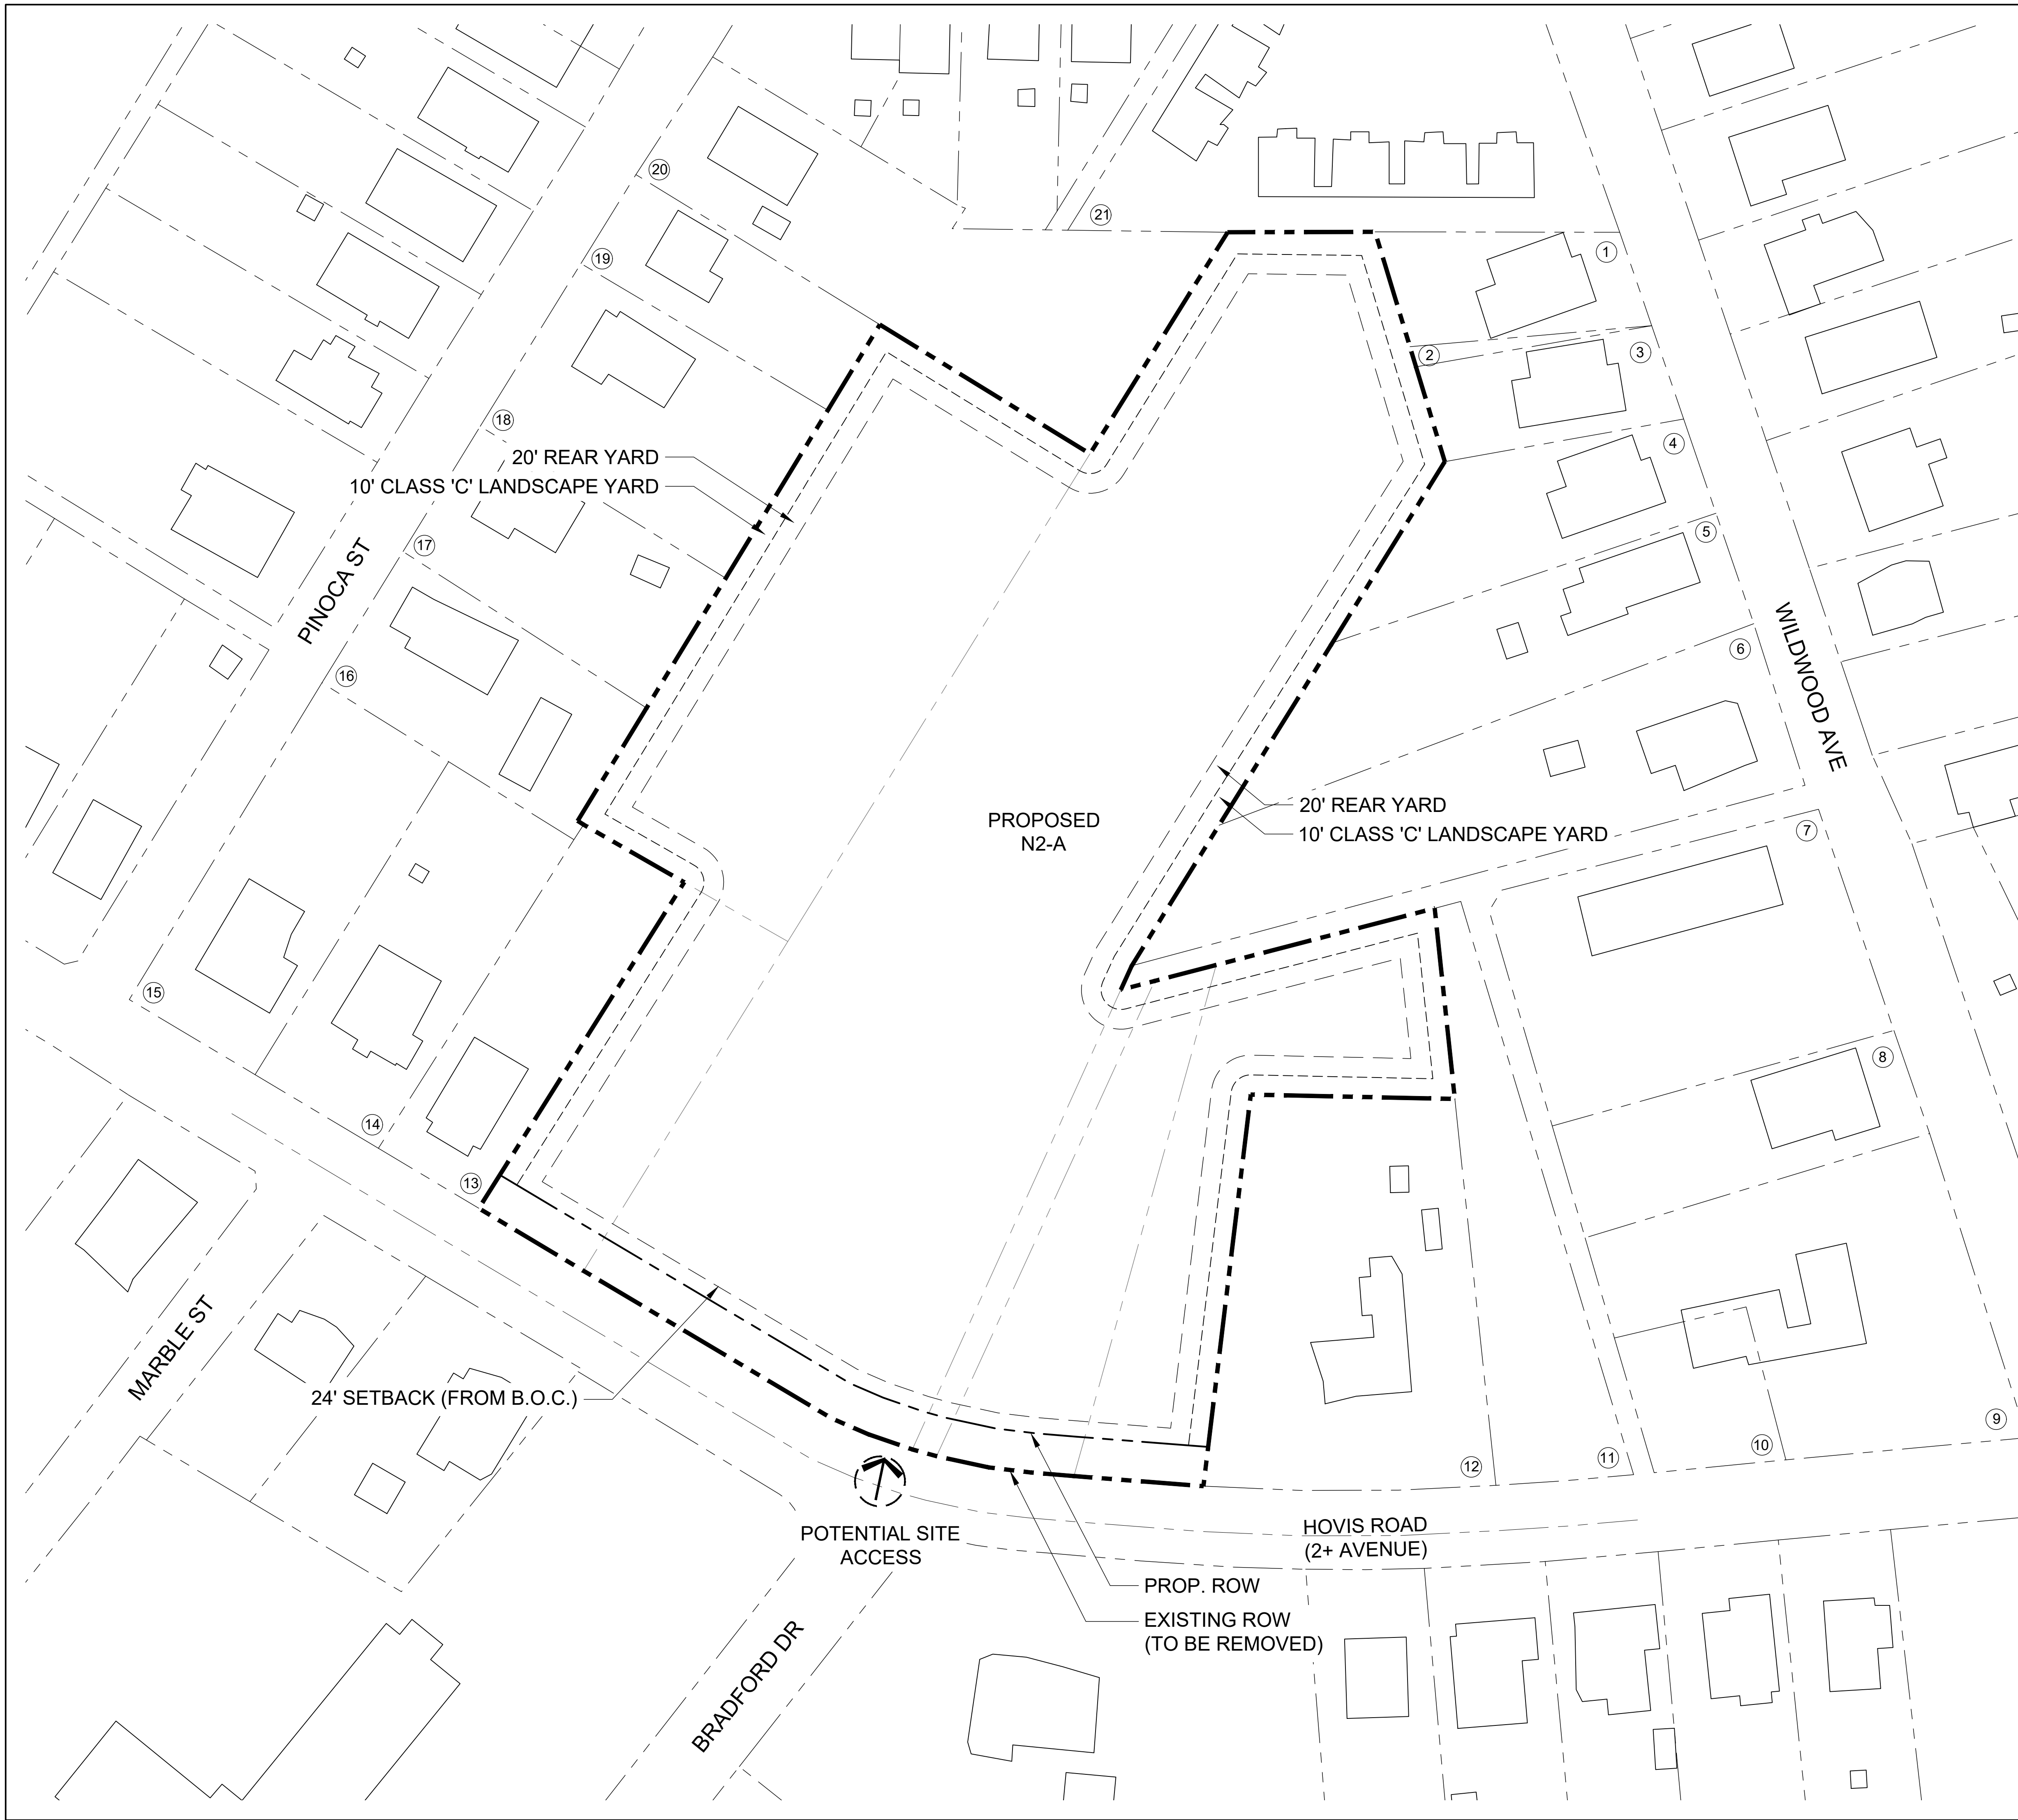 20
21
19
1
2
3
18
20' REAR YARD
10' CLASS 'C' LANDSCAPE YARD
4
17
5
PINOCA ST
16
6
WILDWOOD AVE
PROPOSED
N2-A
20' REAR YARD
10' CLASS 'C' LANDSCAPE YARD
7
15
8
14
13
MARBLE ST
24' SETBACK (FROM B.O.C.)
9
10
11
12
POTENTIAL SITE
ACCESS
HOVIS ROAD
(2+ AVENUE)
PROP. ROW
EXISTING ROW
(TO BE REMOVED)
BRADFORD DR